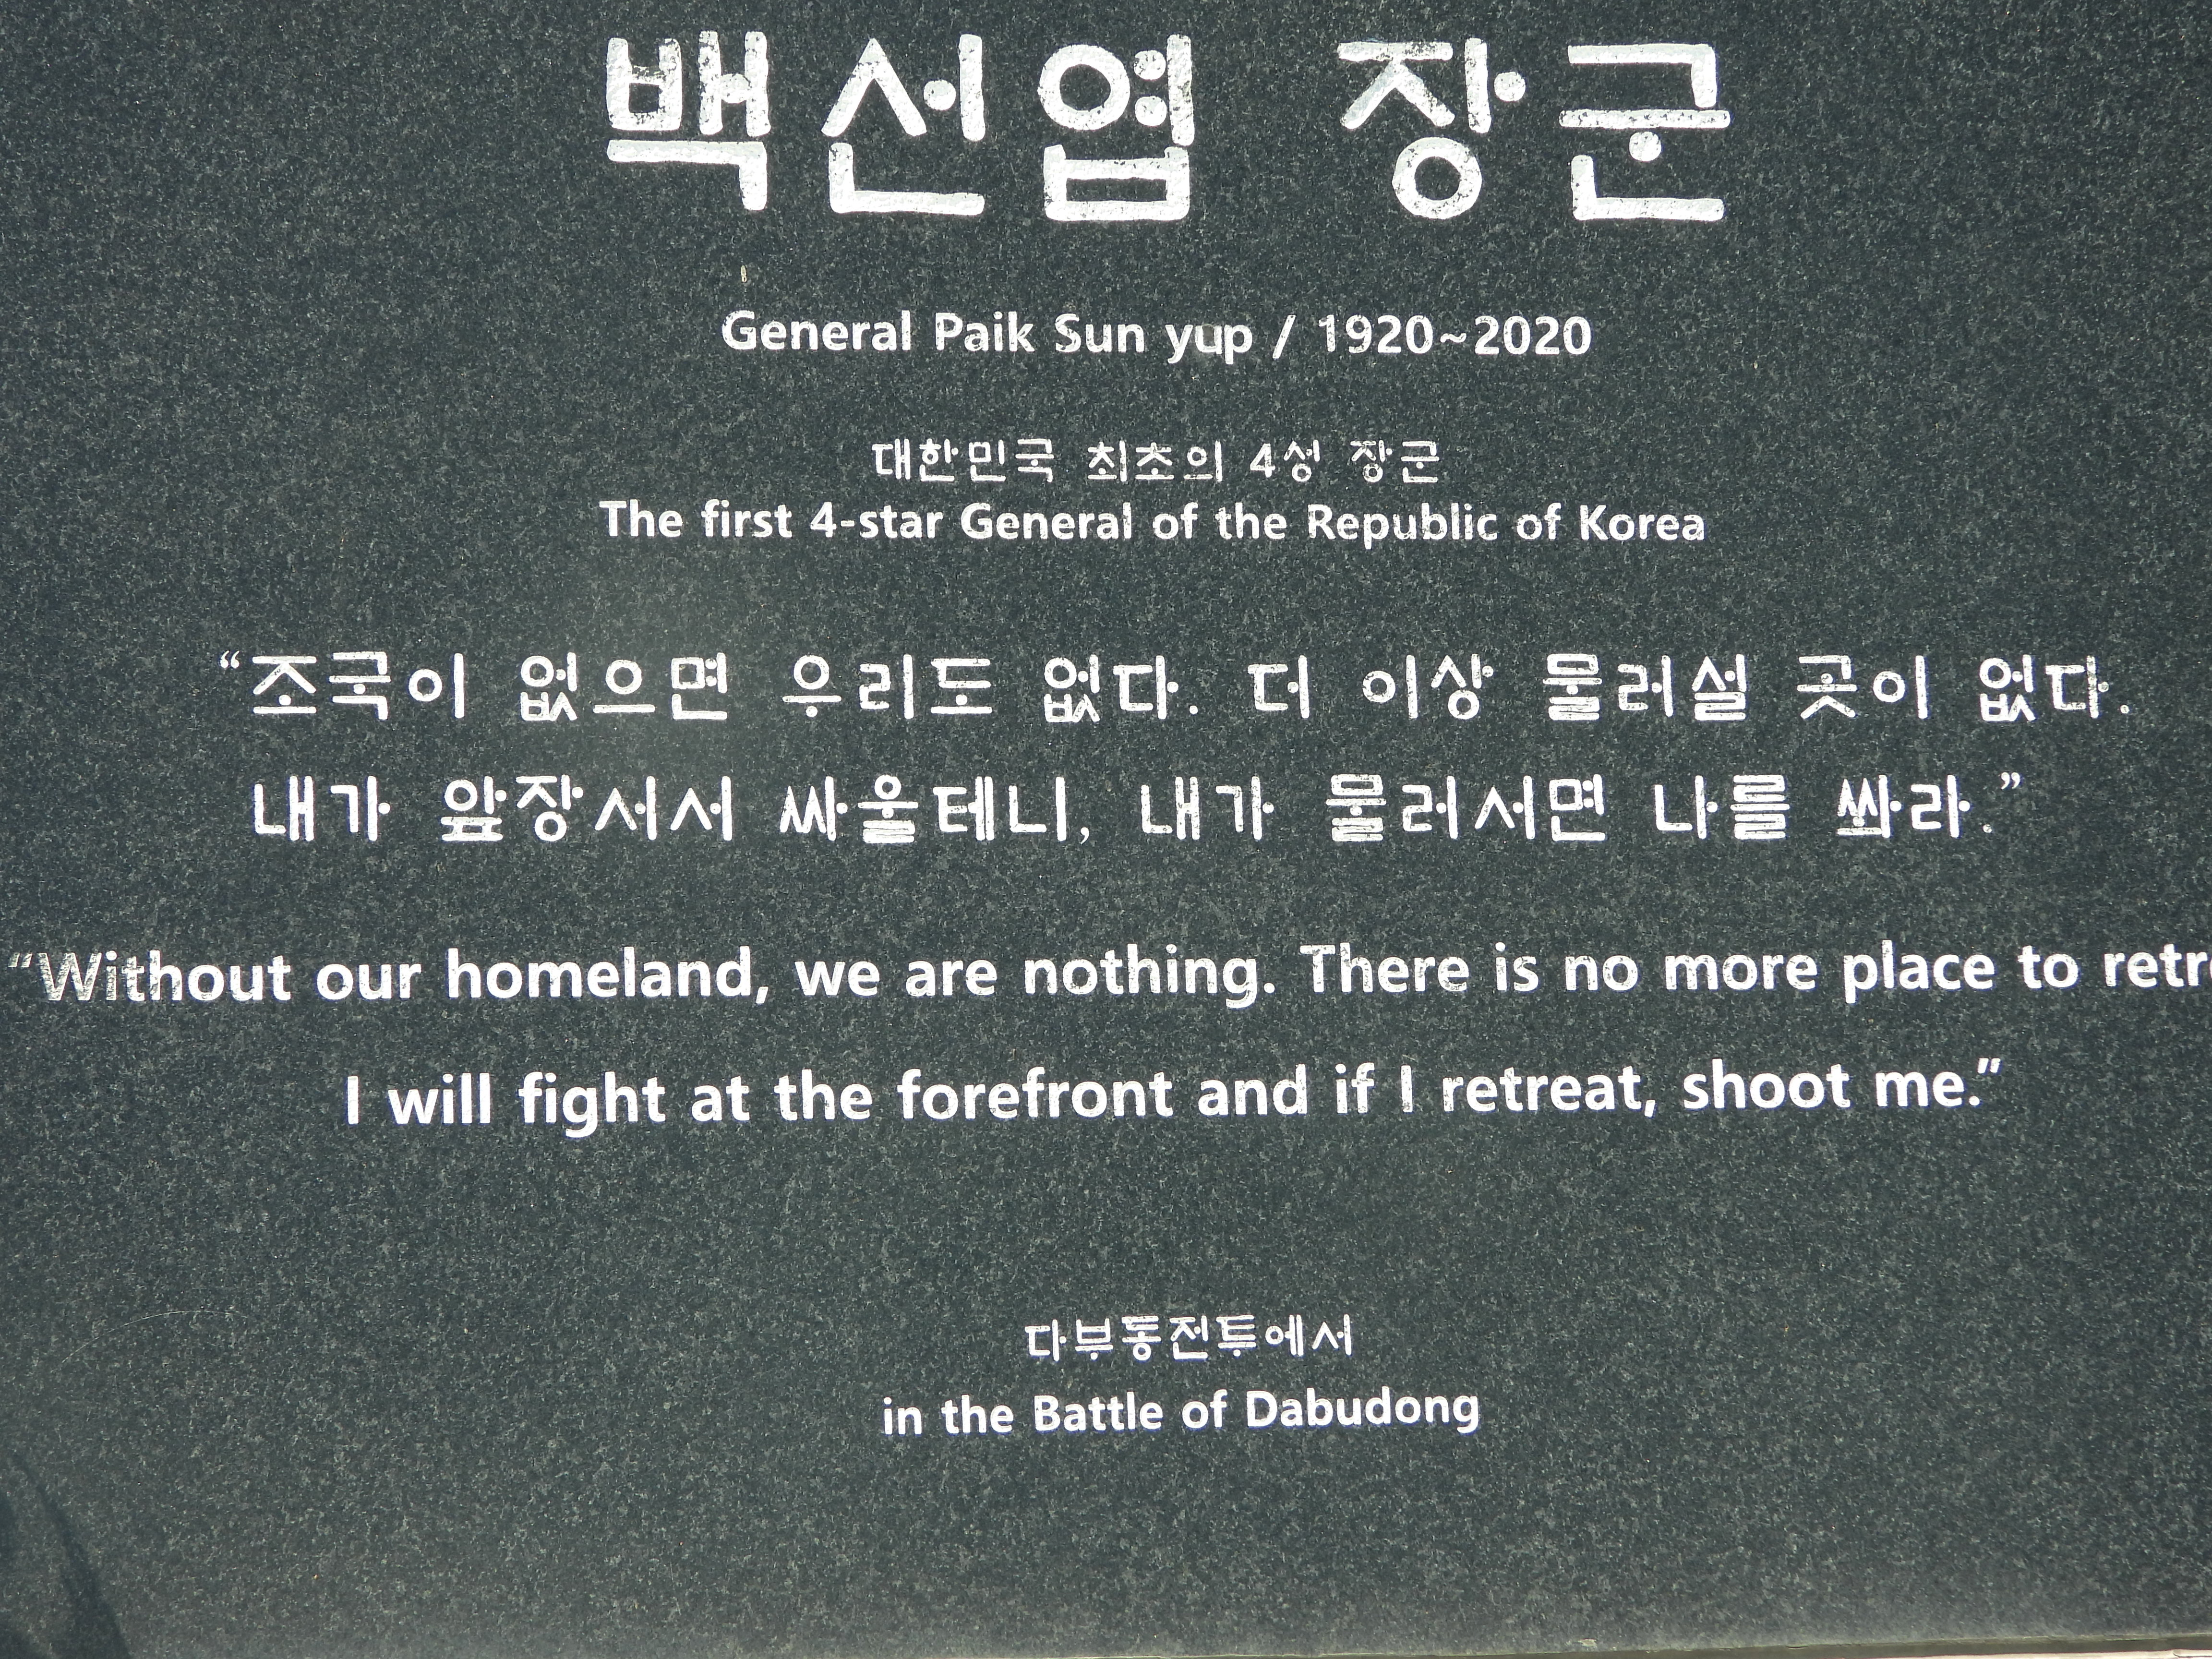 백선엽 장군
General Paik Sun yup / 1920~2020
대한민국 최초의 4성 장군
The first 4-star General of the Republic of Korea
“조국이 없으면 우리도 없다. 더 이상 물러설 곳이 없다.
내가 앞장서서 싸울테니, 내가 물러서면 나를 쏴라.”
“Without our homeland, we are nothing. There is no more place to retr
I will fight at the forefront and if I retreat, shoot me.”
다부동전투에서
in the Battle of Dabudong